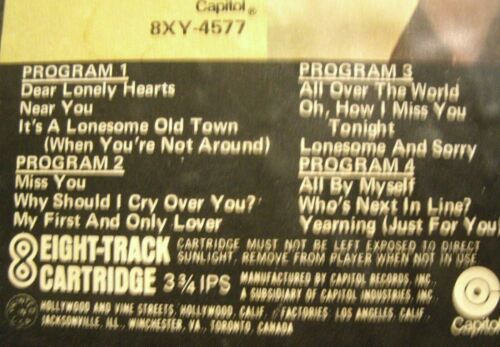 Capitol®
8XY-4577
PROGRAM 1
Dear Lonely Hearts
Near You
It's A Lonesome Old Town
(When You're Not Around)
PROGRAM 2
Miss You
Why Should I Cry Over You?
My First And Only Lover
PROGRAM 3
All Over The World
Oh, How I Miss You
Tonight
Lonesome And Sorry
PROGRAM 4
All By Myself
Who's Next In Line?
Yearning (Just For You)
8 EIGHT-TRACK
CARTRIDGE 3 3/4 IPS
CARTRIDGE MUST NOT BE LEFT EXPOSED TO DIRECT
SUNLIGHT. REMOVE FROM PLAYER WHEN NOT IN USE.
MANUFACTURED BY CAPITOL RECORDS, INC.,
A SUBSIDIARY OF CAPITOL INDUSTRIES, INC.
HOLLYWOOD AND VINE STREETS, HOLLYWOOD, CALIF. FACTORIES: LOS ANGELES, CALIF.,
JACKSONVILLE, ILL., WINCHESTER, VA., TORONTO, CANADA
Capitol